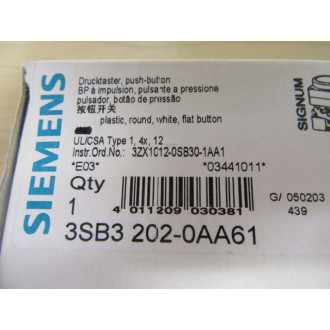 SIEMENS
Drucktaster, push-button
BP à impulsion, pulsante a pressione
pulsador, botão de pressão
按钮开关
plastic, round, white, flat button
SIGNUM
UL/CSA Type 1, 4x, 12
Instr.Ord.No.: 3ZX1012-0SB30-1AA1
*E03* *03441011*
Qty
1
4 011209 030381
G/ 050203
439
3SB3 202-0AA61